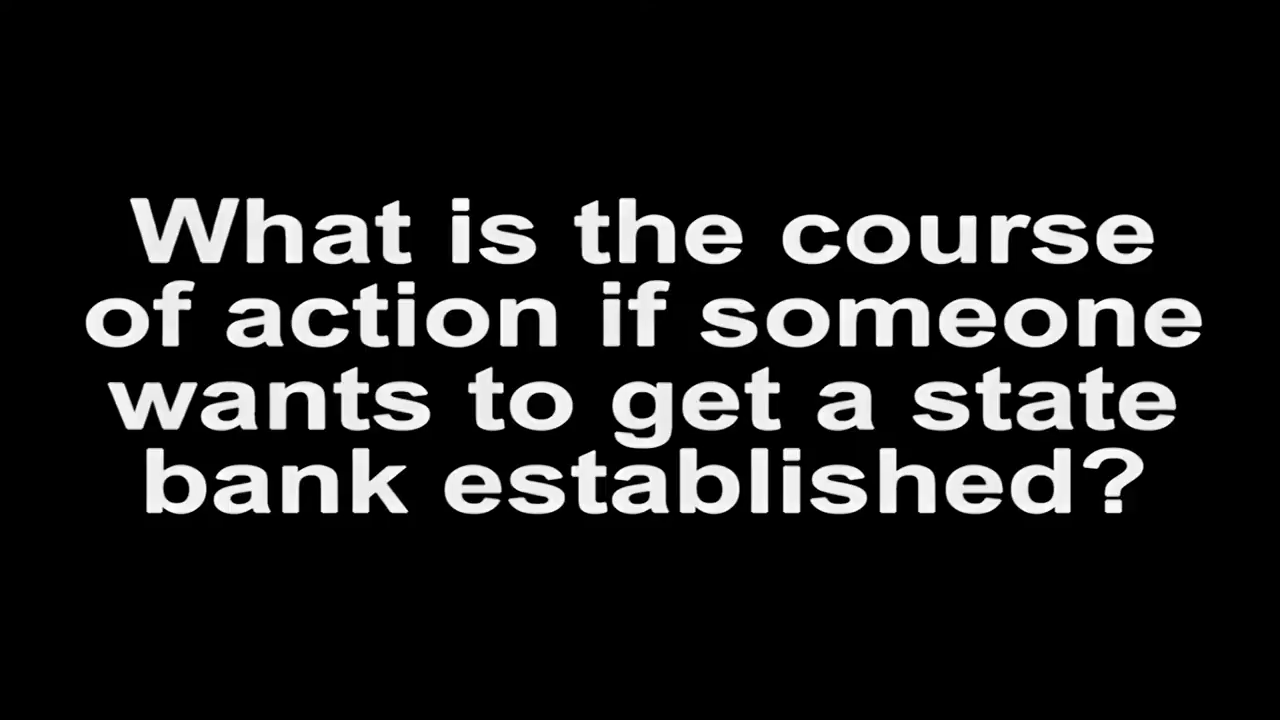 What is the course
of action if someone
wants to get a state
bank established?